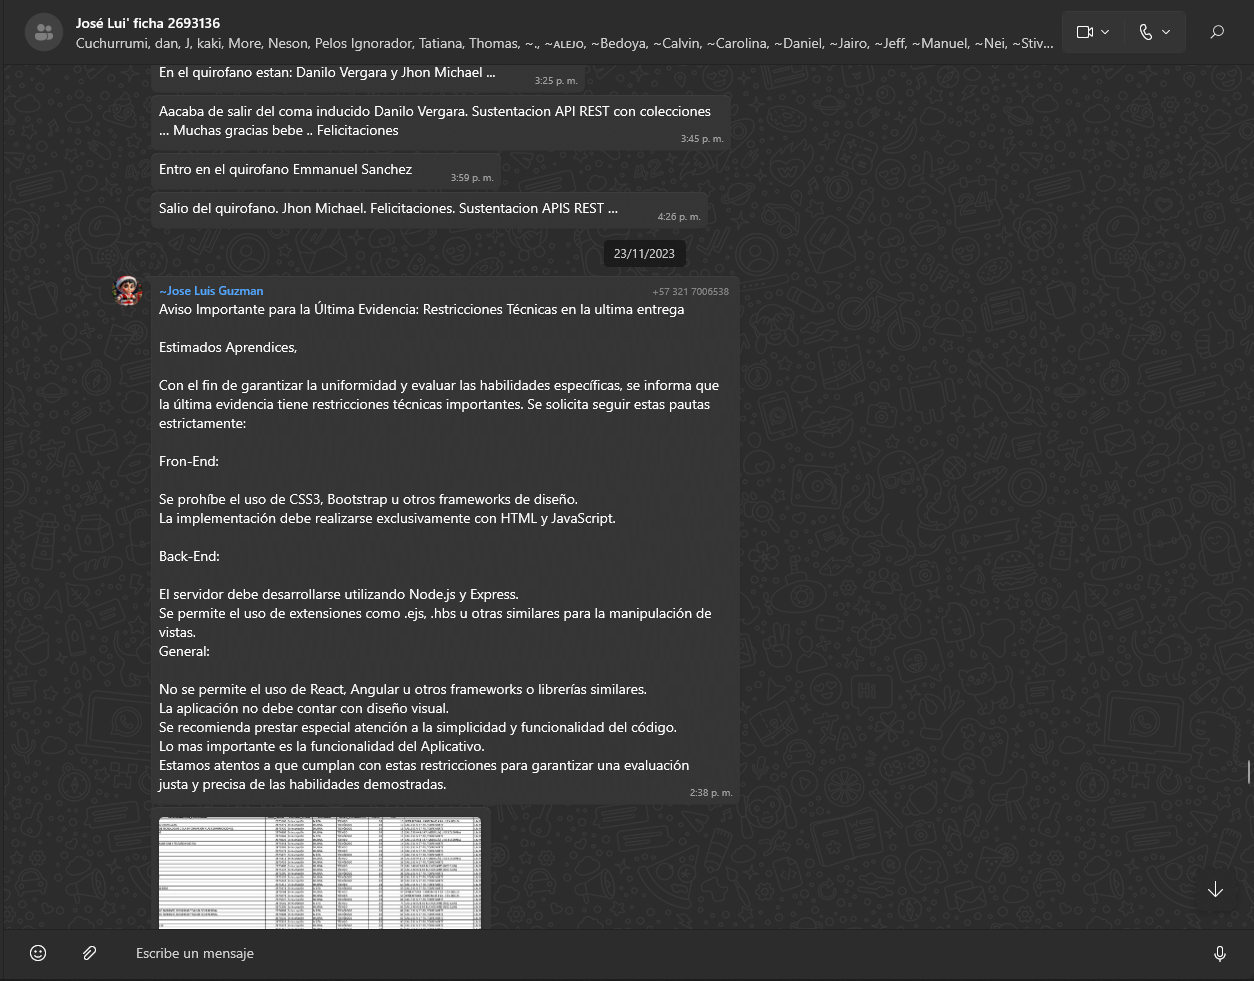 José Lui' ficha 2693136
Cuchurrumi, dan, J, kaki, More, Neson, Pelos Ignorador, Tatiana, Thomas, ~., ~ALEJO, ~Bedoya, ~Calvin, ~Carolina, ~Daniel, ~Jairo, ~Jeff, ~Manuel, ~Nei, ~Stiv...
En el quirofano estan: Danilo Vergara y Jhon Michael ...
3:25 p. m.
Aacaba de salir del coma inducido Danilo Vergara. Sustentacion API REST con colecciones
... Muchas gracias bebe .. Felicitaciones
3:45 p. m.
Entro en el quirofano Emmanuel Sanchez
3:59 p. m.
Salio del quirofano. Jhon Michael. Felicitaciones. Sustentacion APIS REST ...
4:26 p. m.
23/11/2023
~Jose Luis Guzman
+57 321 7006538
Aviso Importante para la Última Evidencia: Restricciones Técnicas en la ultima entrega
Estimados Aprendices,
Con el fin de garantizar la uniformidad y evaluar las habilidades específicas, se informa que
la última evidencia tiene restricciones técnicas importantes. Se solicita seguir estas pautas
estrictamente:
Fron-End:
Se prohíbe el uso de CSS3, Bootstrap u otros frameworks de diseño.
La implementación debe realizarse exclusivamente con HTML y JavaScript.
Back-End:
El servidor debe desarrollarse utilizando Node.js y Express.
Se permite el uso de extensiones como .ejs, .hbs u otras similares para la manipulación de
vistas.
General:
No se permite el uso de React, Angular u otros frameworks o librerías similares.
La aplicación no debe contar con diseño visual.
Se recomienda prestar especial atención a la simplicidad y funcionalidad del código.
Lo mas importante es la funcionalidad del Aplicativo.
Estamos atentos a que cumplan con estas restricciones para garantizar una evaluación
justa y precisa de las habilidades demostradas.
2:38 p. m.
Escribe un mensaje